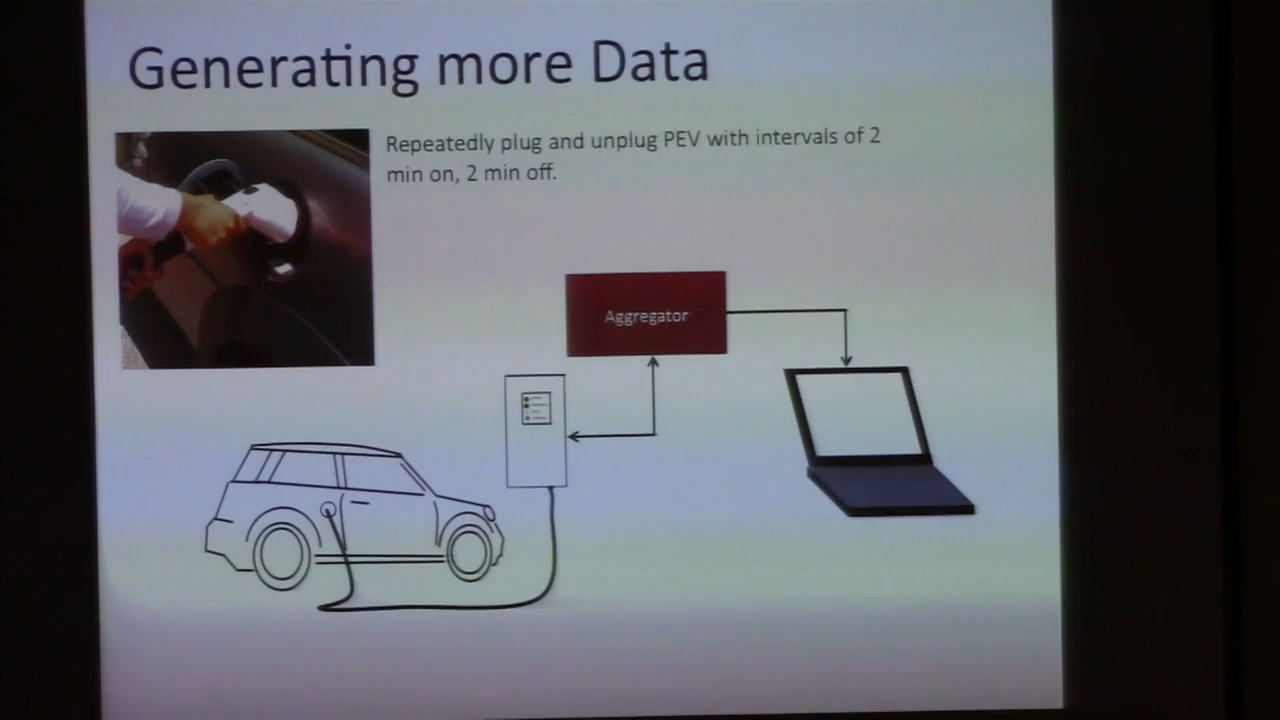 Generating more Data
Repeatedly plug and unplug PEV with intervals of 2
min on, 2 min off.
Aggregator